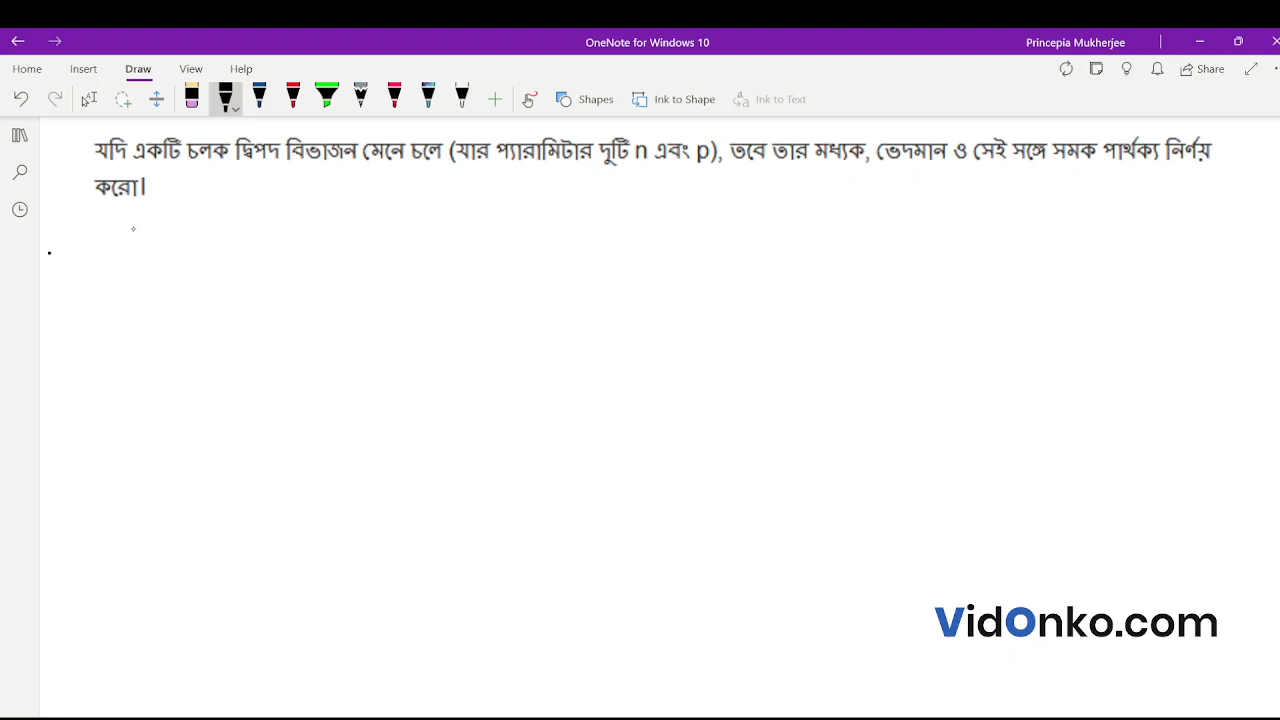 OneNote for Windows 10
Princepia Mukherjee
Home Insert Draw View Help
Share
Shapes Ink to Shape Ink to Text
যদি একটি চলক দ্বিপদ বিভাজন মেনে চলে (যার প্যারামিটার দুটি n এবং p), তবে তার মধ্যক, ভেদমান ও সেই সঙ্গে সমক পার্থক্য নির্ণয়
করো।
VidOnko.com